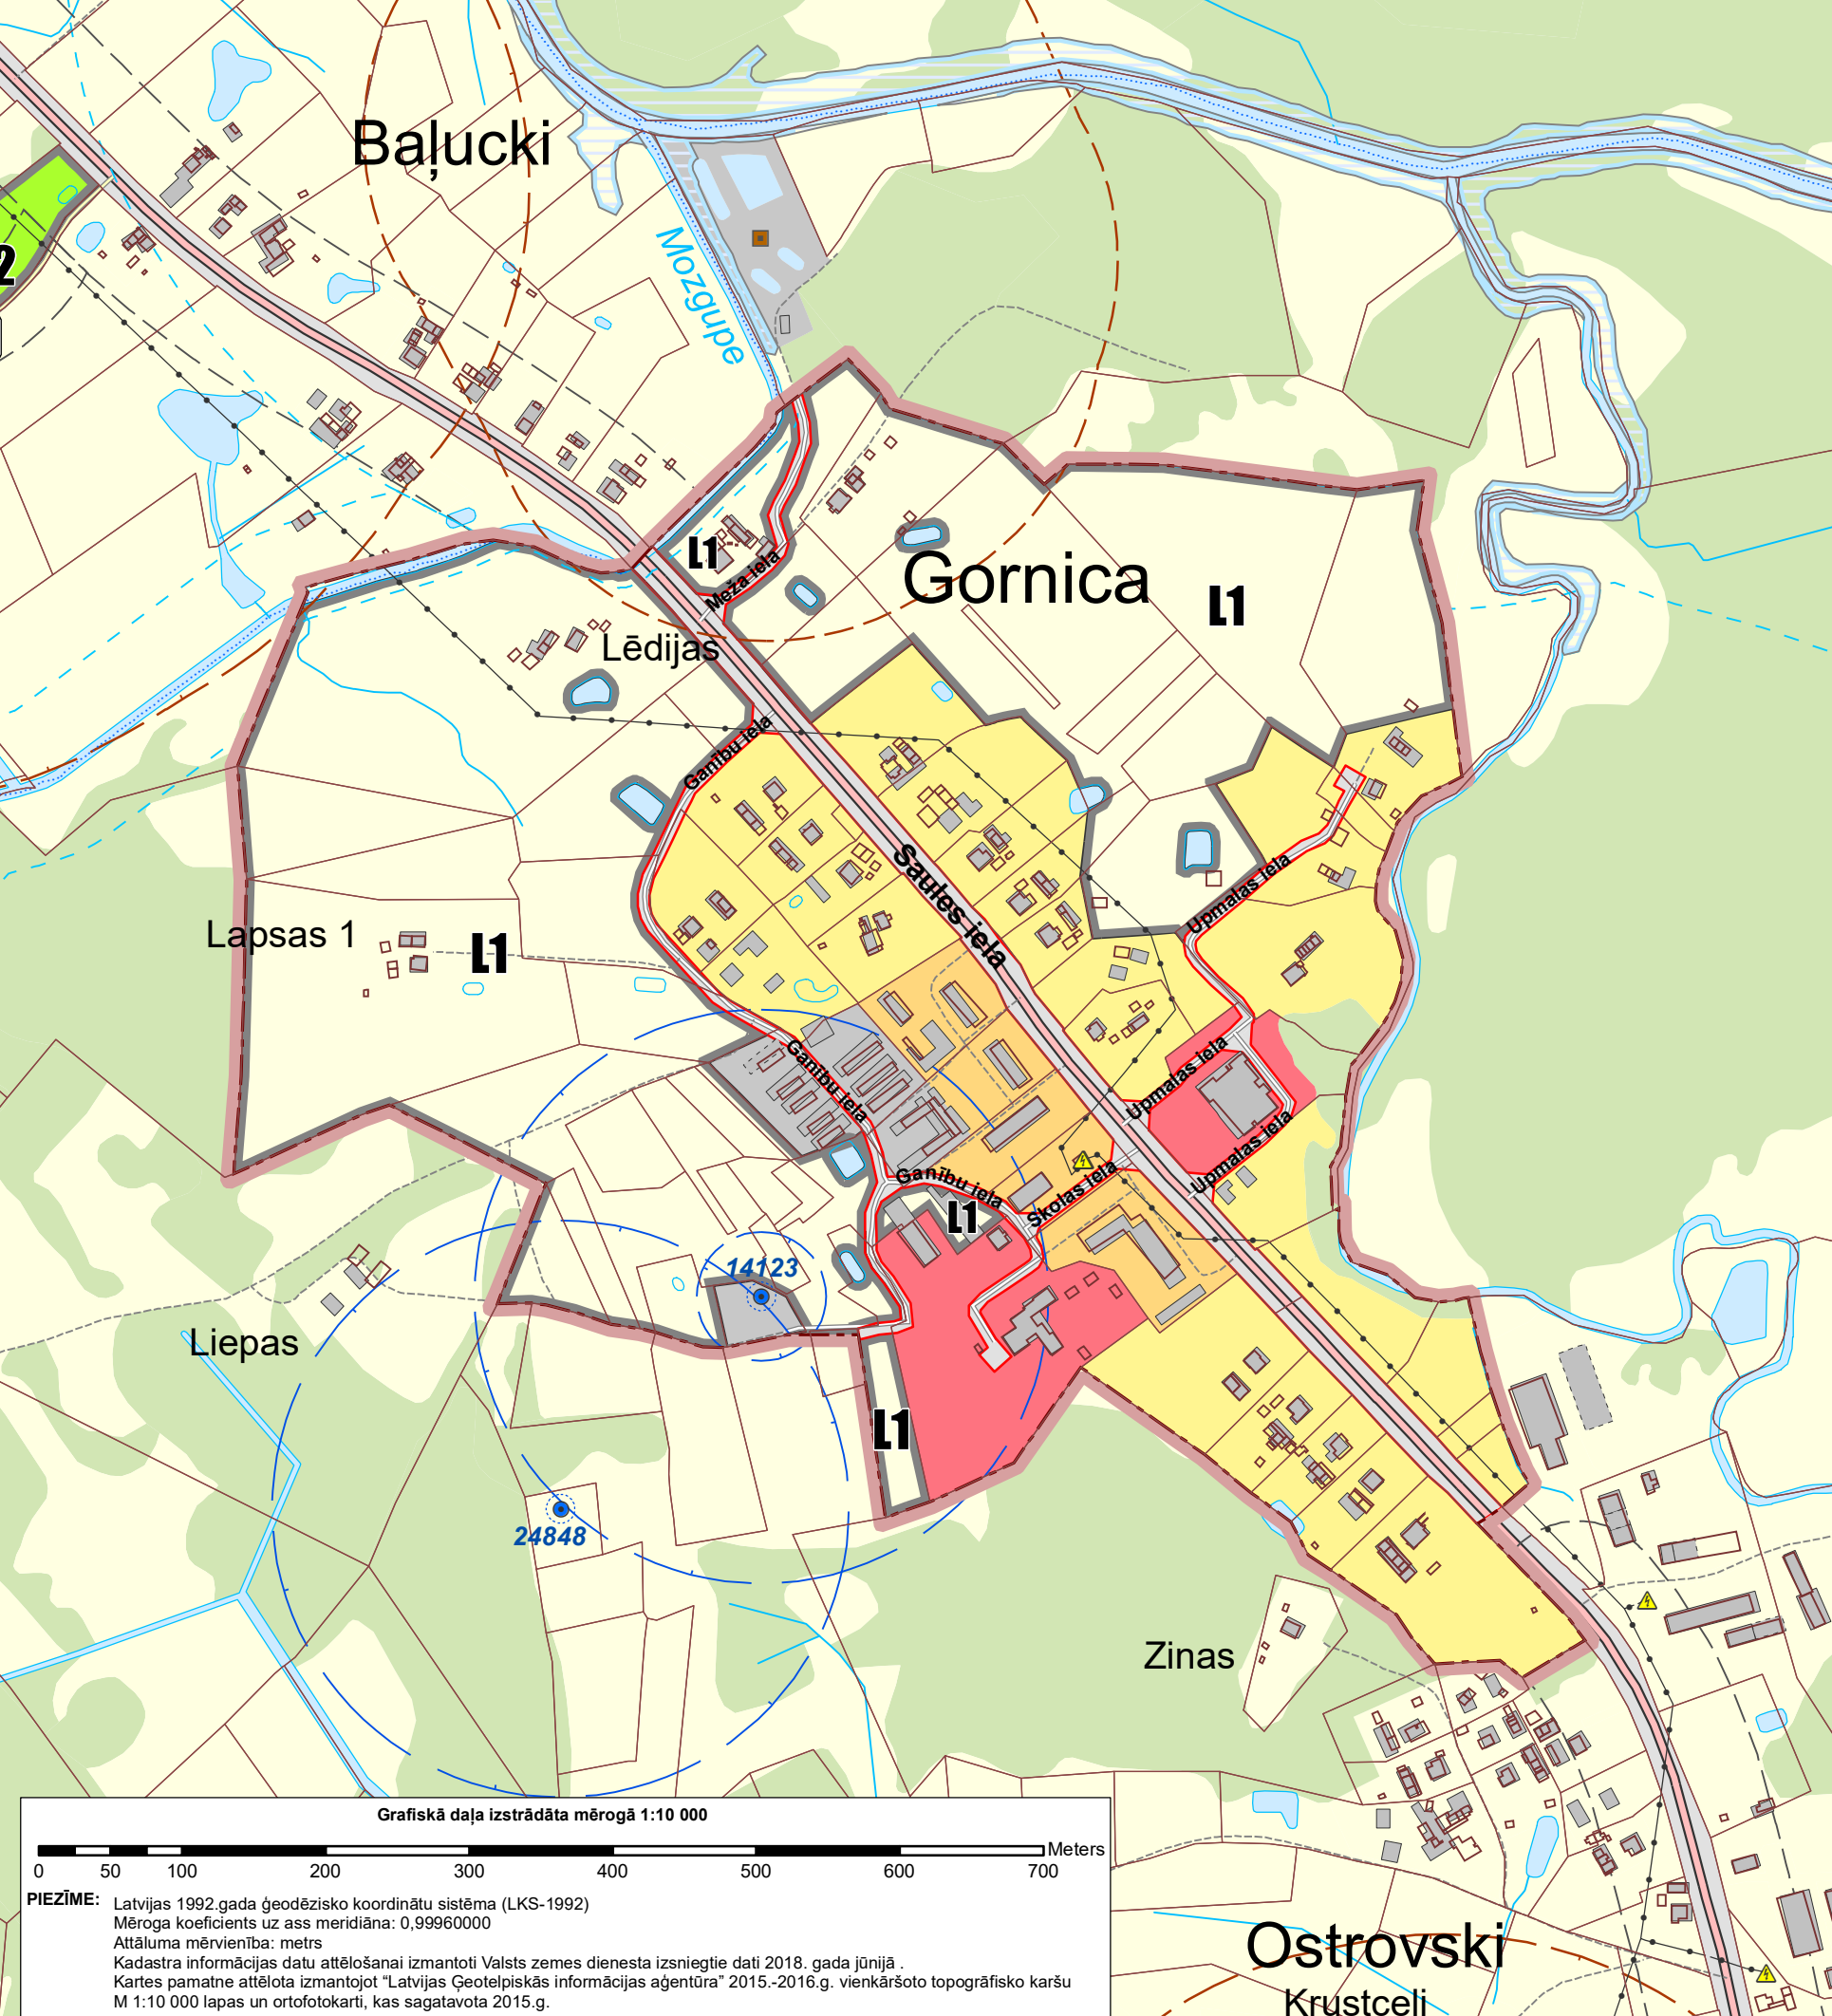 Baļucki
Mozgupe
2
L1
Meža iela
Gornica
L1
Lēdijas
Ganību iela
Saules iela
Upmalas iela
Lapsas 1
L1
Ganību iela
Upmalas iela
Upmalas iela
Ganību iela
Skolas iela
L1
14123
Liepas
L1
24848
Zinas
Grafiskā daļa izstrādāta mērogā 1:10 000
Meters
0 50 100 200 300 400 500 600 700
PIEZĪME: Latvijas 1992.gada ģeodēzisko koordinātu sistēma (LKS-1992)
Mēroga koeficients uz ass meridiāna: 0,99960000
Attāluma mērvienība: metrs
Kadastra informācijas datu attēlošanai izmantoti Valsts zemes dienesta izsniegtie dati 2018. gada jūnijā .
Kartes pamatne attēlota izmantojot “Latvijas Ģeotelpiskās informācijas aģentūra” 2015.-2016.g. vienkāršoto topogrāfisko karšu
M 1:10 000 lapas un ortofotokarti, kas sagatavota 2015.g.
Ostrovski
Krustceļi